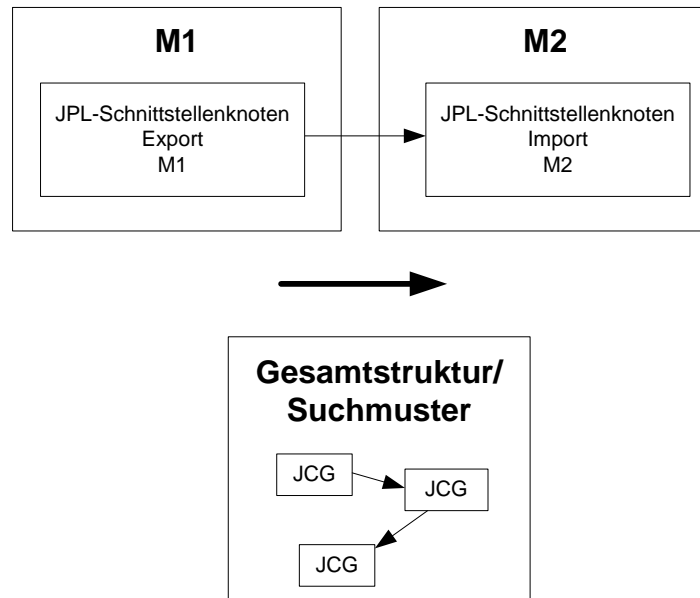 M1
JPL-Schnittstellenknoten
Export
M1
M2
JPL-Schnittstellenknoten
Import
M2
Gesamtstruktur/
Suchmuster
JCG
JCG
JCG